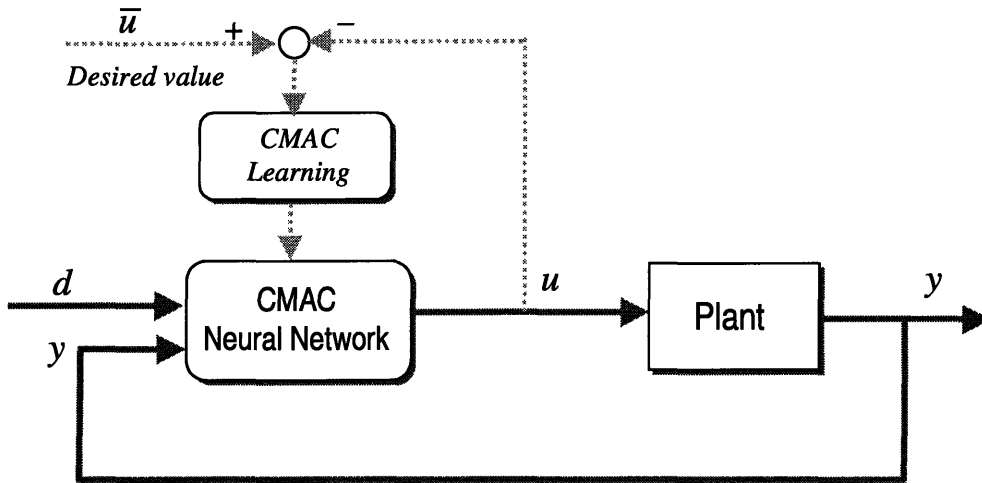 ū
+
−
Desired value
CMAC
Learning
d
y
CMAC
Neural Network
u
Plant
y